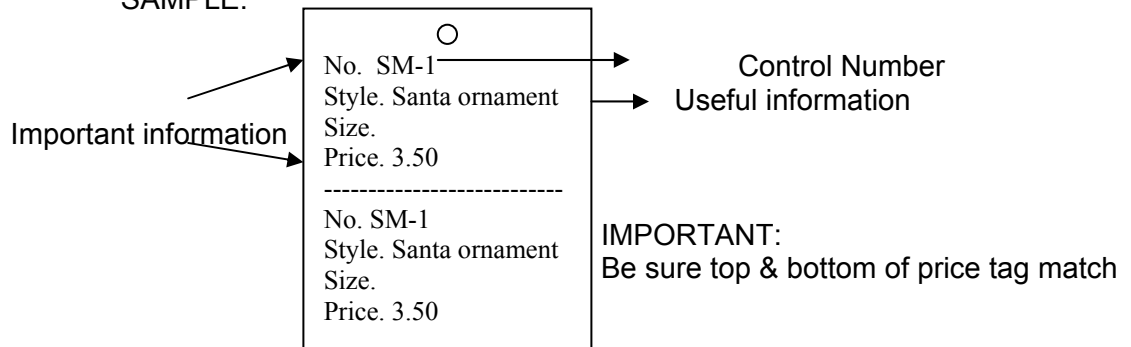 SAMPLE:
No. SM-1
Control Number
Style. Santa ornament
Useful information
Size.
Important information
Price. 3.50
---------------------------
No. SM-1
Style. Santa ornament
IMPORTANT:
Size.
Be sure top & bottom of price tag match
Price. 3.50